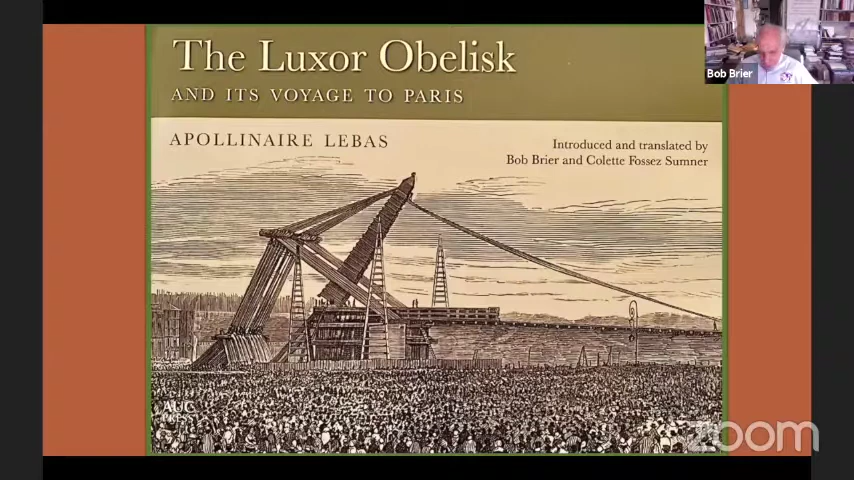 The Luxor Obelisk
AND ITS VOYAGE TO PARIS
APOLLINAIRE LEBAS
Introduced and translated by
Bob Brier and Colette Fossez Sumner
Bob Brier
AUC
zoom